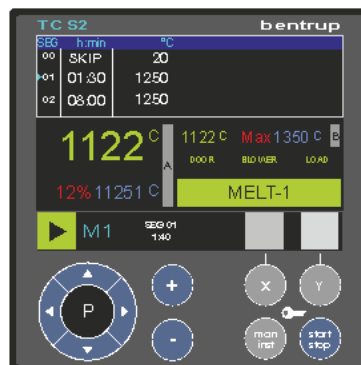 TC S2 bentrup
SEG h:min °C
00 SKIP 20
01 01:30 1250
02 03:00 1250
1122 C A 1122 C Max 1350 C B
DOOR BLOWER LOAD
12% 11251 C MELT-1
M1 SEG 01
1:40
P + X Y
- man
inst start
stop